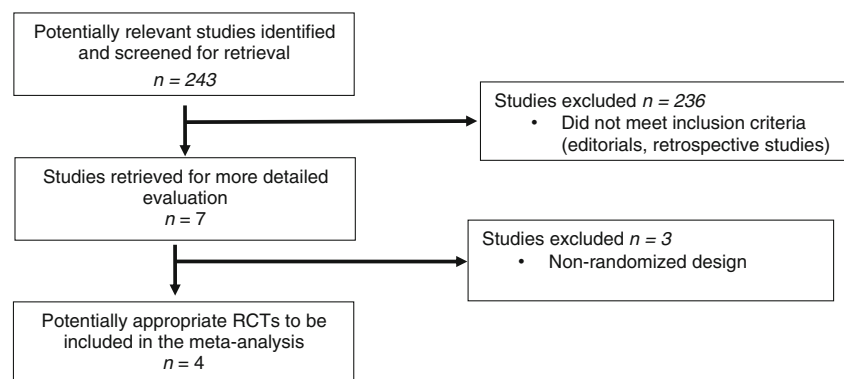 Potentially relevant studies identified
and screened for retrieval
n = 243
Studies excluded n = 236
• Did not meet inclusion criteria
(editorials, retrospective studies)
Studies retrieved for more detailed
evaluation
n = 7
Studies excluded n = 3
• Non-randomized design
Potentially appropriate RCTs to be
included in the meta-analysis
n = 4